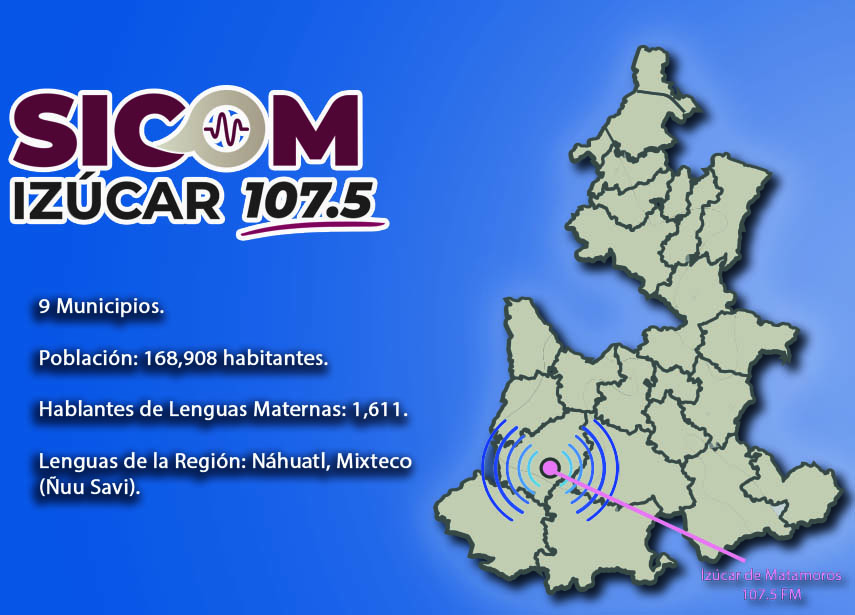 SICOM
IZÚCAR 107.5
9 Municipios.
Población: 168,908 habitantes.
Hablantes de Lenguas Maternas: 1,611.
Lenguas de la Región: Náhuatl, Mixteco
(Ñuu Savi).
Izúcar de Matamoros
107.5 FM